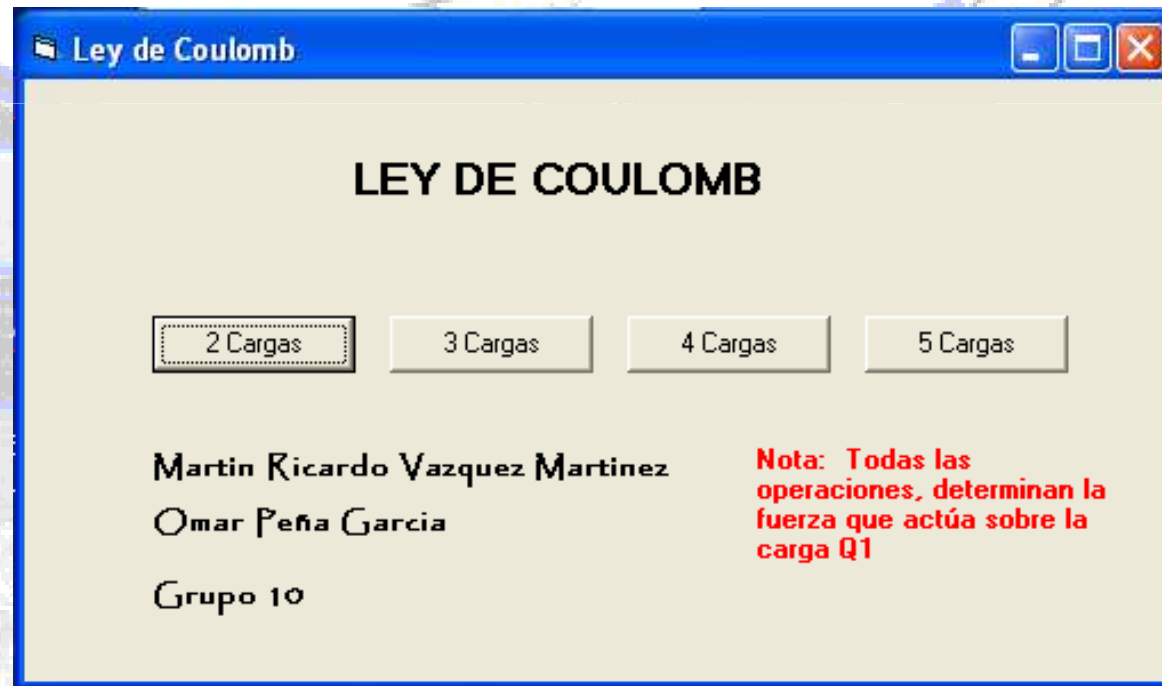 Ley de Coulomb
LEY DE COULOMB
2 Cargas
3 Cargas
4 Cargas
5 Cargas
Martin Ricardo Vazquez Martinez
Omar Peña Garcia
Grupo 10
Nota: Todas las
operaciones, determinan la
fuerza que actúa sobre la
carga Q1